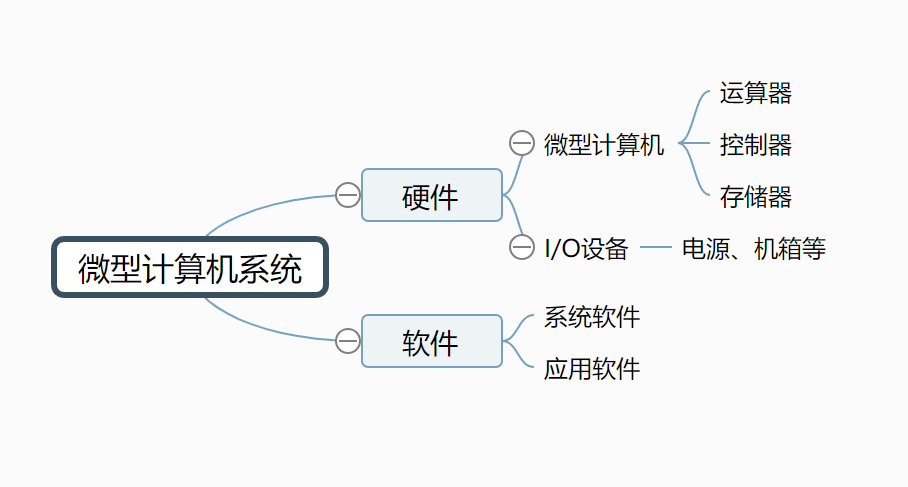 微型计算机系统
硬件
微型计算机
运算器
控制器
存储器
I/O设备
电源、机箱等
软件
系统软件
应用软件